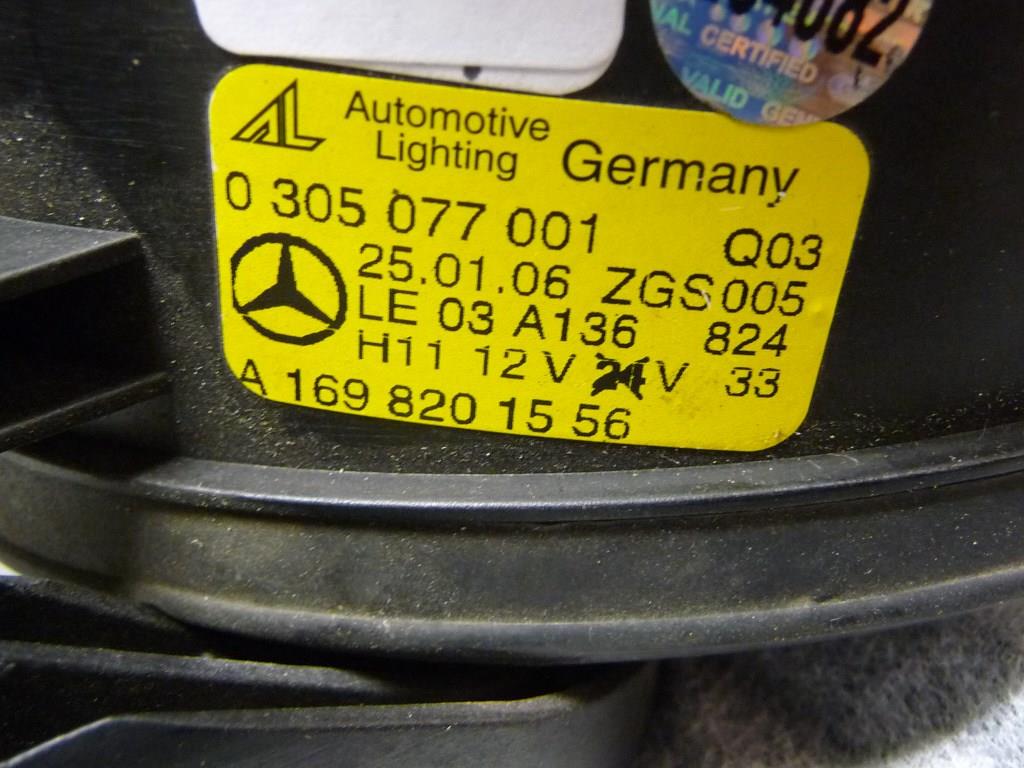 CERTIFIED
VALID
AL Automotive
Lighting Germany
0 305 077 001 Q03
25.01.06 ZGS 005
LE 03 A136 824
H11 12 V 24 V 33
A 169 820 15 56